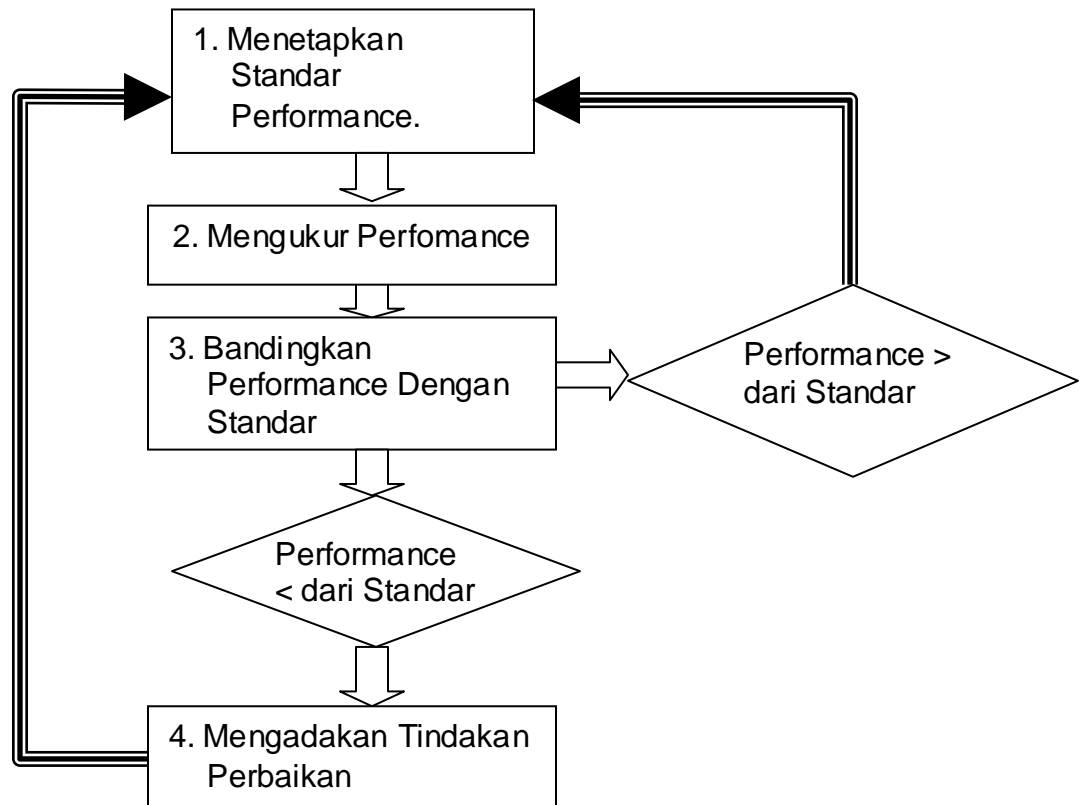 1. Menetapkan
Standar
Performance.
2. Mengukur Perfomance
3. Bandingkan
Performance Dengan
Standar
Performance >
dari Standar
Performance
< dari Standar
4. Mengadakan Tindakan
Perbaikan